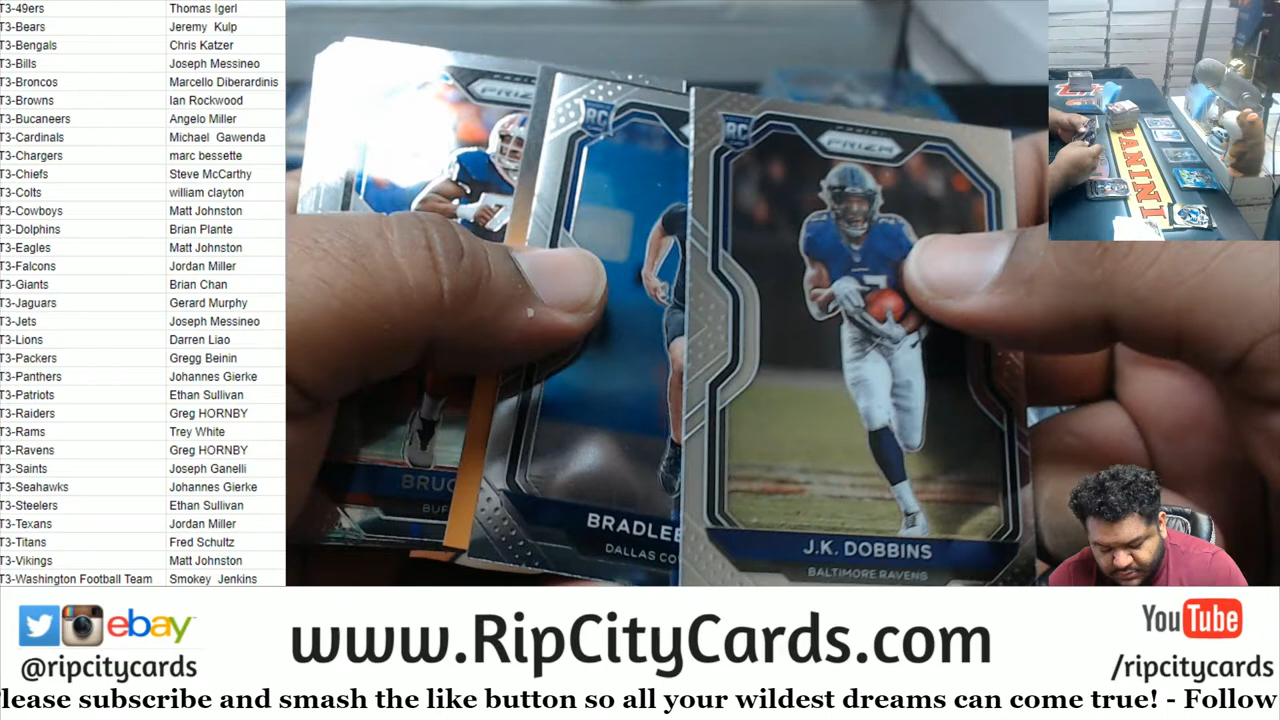 T3-49ers Thomas Igerl
T3-Bears Jeremy Kulp
T3-Bengals Chris Katzer
T3-Bills Joseph Messineo
T3-Broncos Marcello Diberardinis
T3-Browns Ian Rockwood
T3-Bucaneers Angelo Miller
T3-Cardinals Michael Gawenda
T3-Chargers marc bessette
T3-Chiefs Steve McCarthy
T3-Colts william clayton
T3-Cowboys Matt Johnston
T3-Dolphins Brian Plante
T3-Eagles Matt Johnston
T3-Falcons Jordan Miller
T3-Giants Brian Chan
T3-Jaguars Gerard Murphy
T3-Jets Joseph Messineo
T3-Lions Darren Liao
T3-Packers Gregg Beinin
T3-Panthers Johannes Gierke
T3-Patriots Ethan Sullivan
T3-Raiders Greg HORNBY
T3-Rams Trey White
T3-Ravens Greg HORNBY
T3-Saints Joseph Ganelli
T3-Seahawks Johannes Gierke
T3-Steelers Ethan Sullivan
T3-Texans Jordan Miller
T3-Titans Fred Schultz
T3-Vikings Matt Johnston
T3-Washington Football Team Smokey Jenkins
PRIZ
BRUC
BUF
RC
BRADLEE
DALLAS CO
RC
PANINI
PRIZM
J.K. DOBBINS
BALTIMORE RAVENS
PANINI
ebay
@ripcitycards
www.RipCityCards.com
YouTube
/ripcitycards
Please subscribe and smash the like button so all your wildest dreams can come true! - Follow